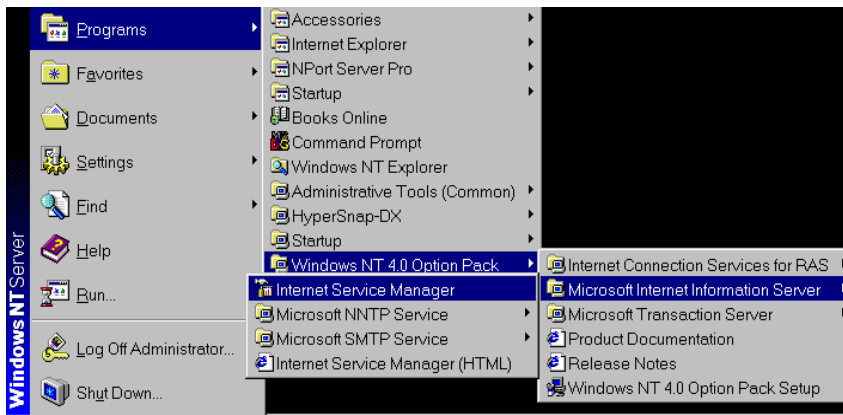 Programs
Favorites
Documents
Settings
Find
Help
Run...
Log Off Administrator...
Shut Down...
Windows NT Server
Accessories
Internet Explorer
NPort Server Pro
Startup
Books Online
Command Prompt
Windows NT Explorer
Administrative Tools (Common)
HyperSnap-DX
Startup
Windows NT 4.0 Option Pack
Internet Service Manager
Microsoft NNTP Service
Microsoft SMTP Service
Internet Service Manager (HTML)
Internet Connection Services for RAS
Microsoft Internet Information Server
Microsoft Transaction Server
Product Documentation
Release Notes
Windows NT 4.0 Option Pack Setup